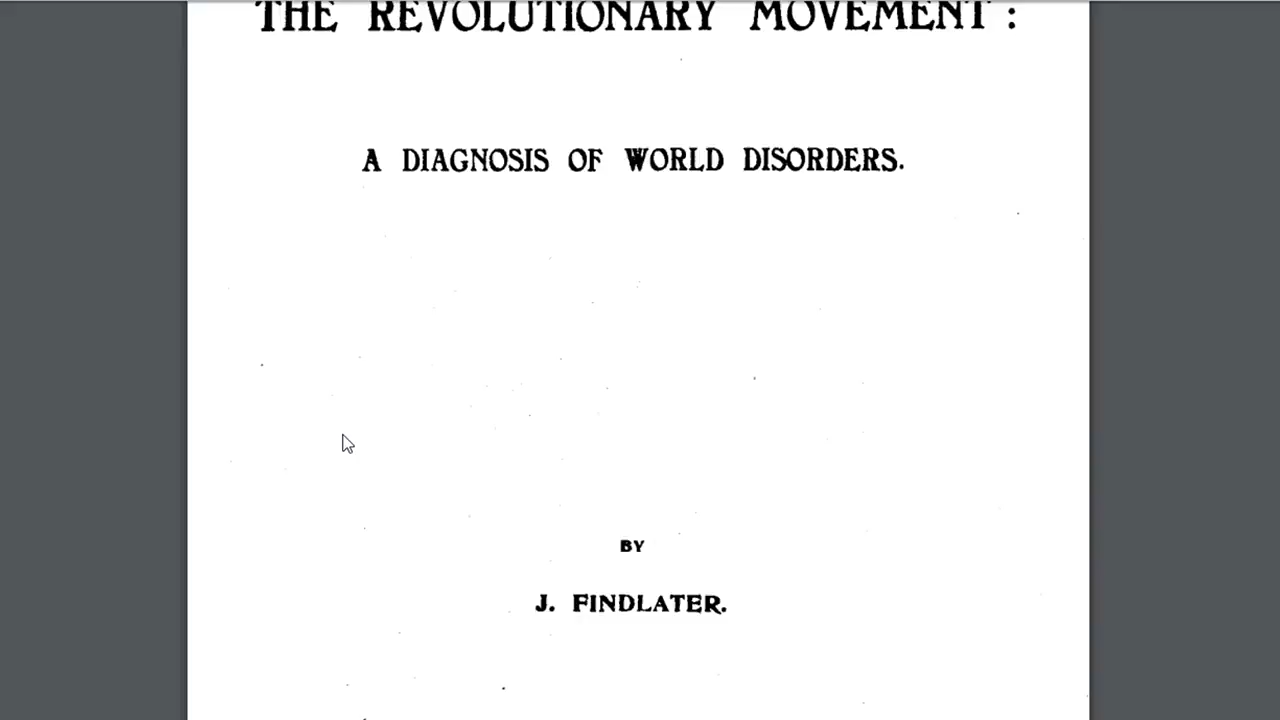 THE REVOLUTIONARY MOVEMENT :
A DIAGNOSIS OF WORLD DISORDERS.
BY
J. FINDLATER.